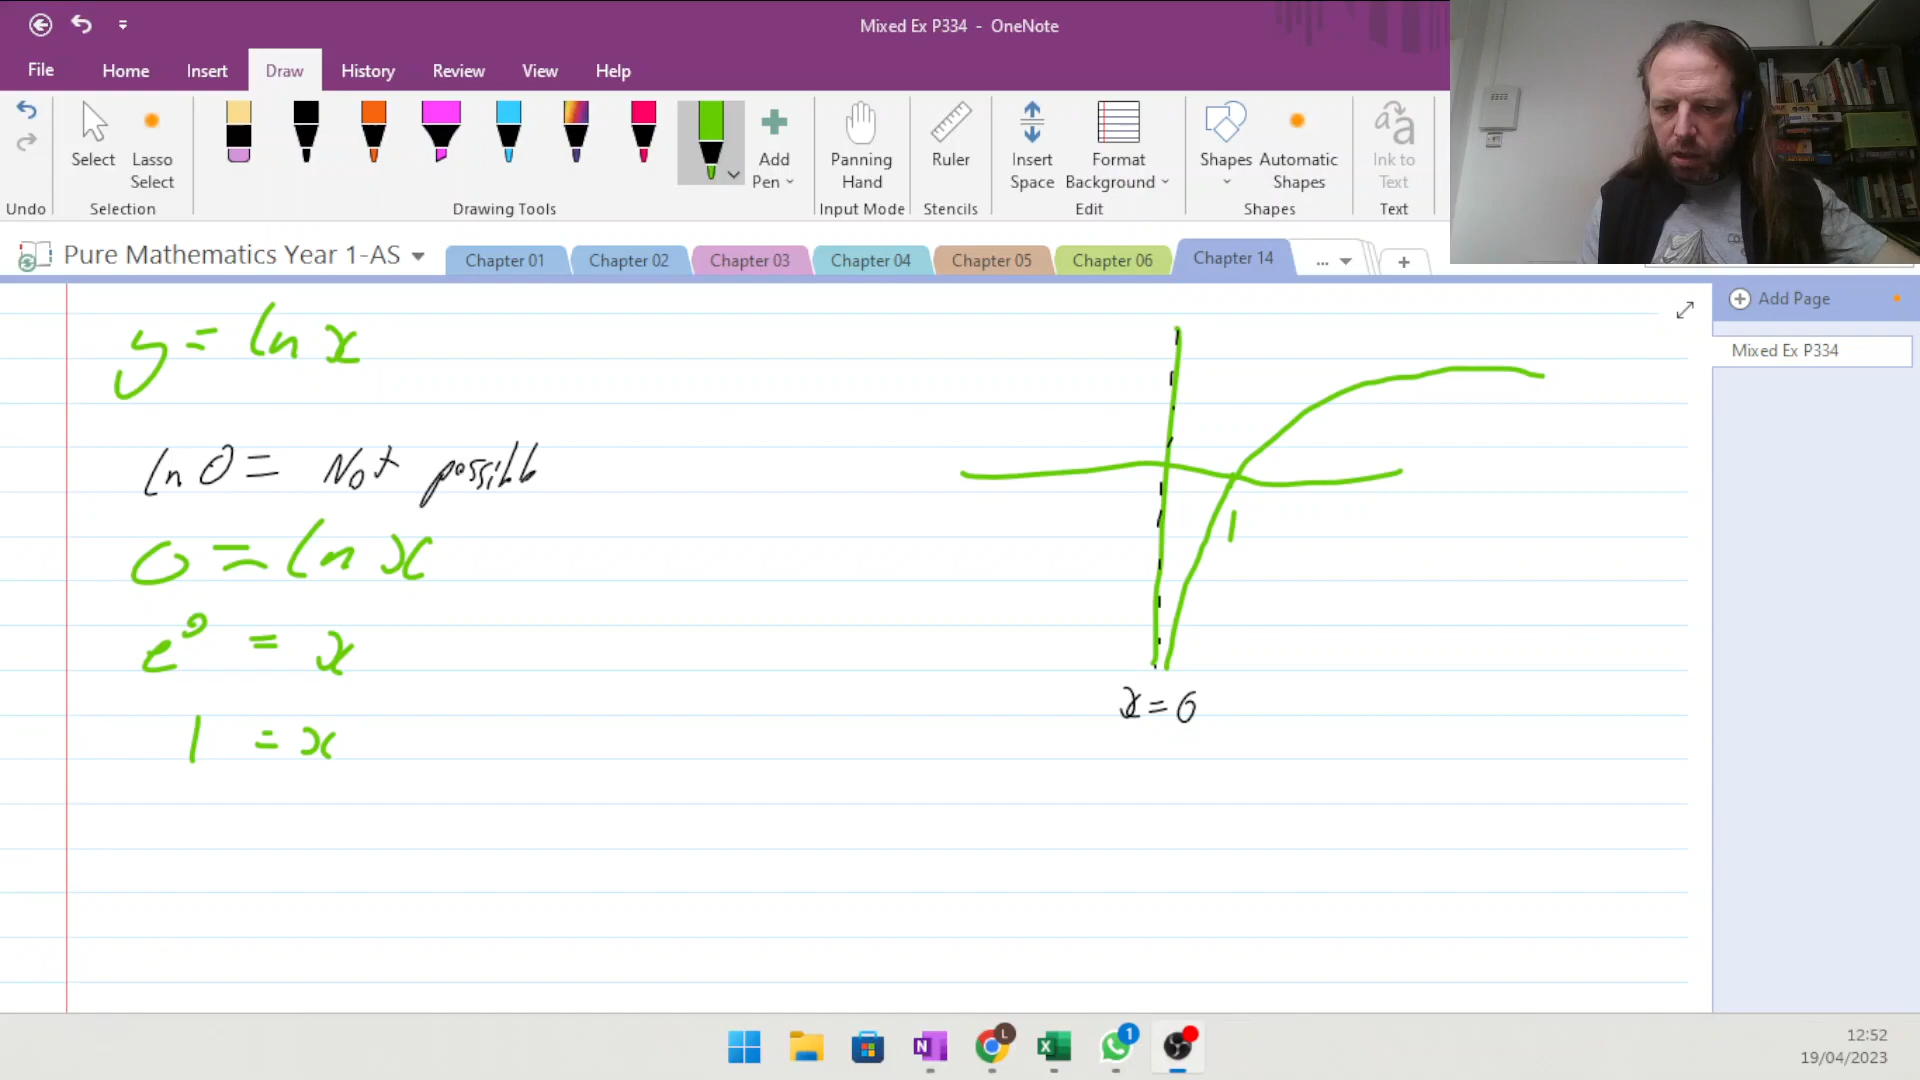 Mixed Ex P334 - OneNote
File Home Insert Draw History Review View Help
Select Lasso Select Add Pen Panning Hand Ruler Insert Space Format Background Shapes Automatic Shapes Ink to Text
Undo Selection Drawing Tools Input Mode Stencils Edit Shapes Text
Pure Mathematics Year 1-AS Chapter 01 Chapter 02 Chapter 03 Chapter 04 Chapter 05 Chapter 06 Chapter 14 ... +
Add Page
Mixed Ex P334
y = ln x
ln 0 = Not possible
0 = ln x
1
e⁰ = x
x = 0
1 = x
N L X 1
12:52
19/04/2023